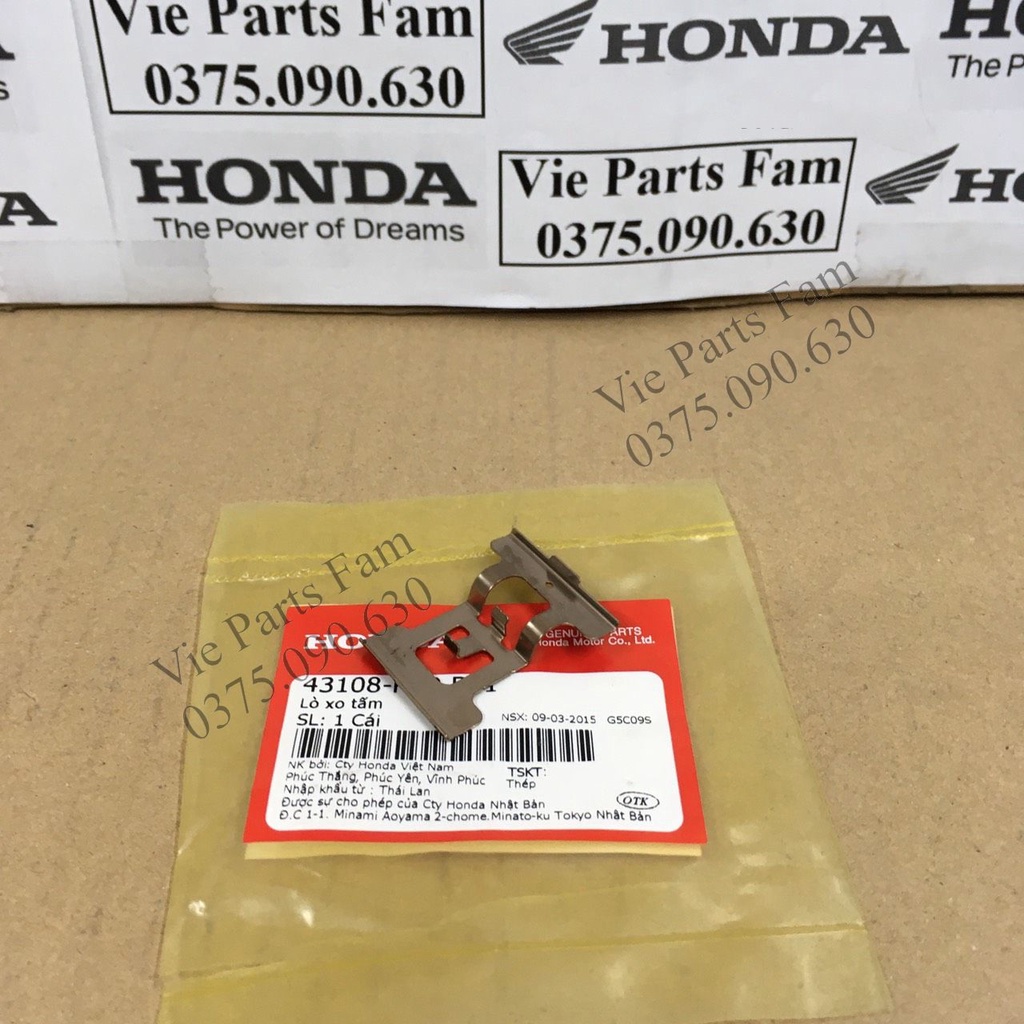 Vie Parts Fam
0375.090.630
HONDA
The P
HONDA
The Power of Dreams
Vie Parts Fam
0375.090.630
Vie Parts Fam
0375.090.630
Vie Parts Fam
0375.090.630
HONDA
GENUINE PARTS
Honda Motor Co., Ltd.
43108-
Lò xo tấm
SL: 1 Cái
NSX: 09-03-2015 G5C09S
NK bởi: Cty Honda Việt Nam
Phúc Thắng, Phúc Yên, Vĩnh Phúc
TSKT:
Thép
Nhập khẩu từ : Thái Lan
Được sự cho phép của Cty Honda Nhật Bản
OTK
Đ.C 1-1. Minami Aoyama 2-chome.Minato-ku Tokyo Nhật Bản